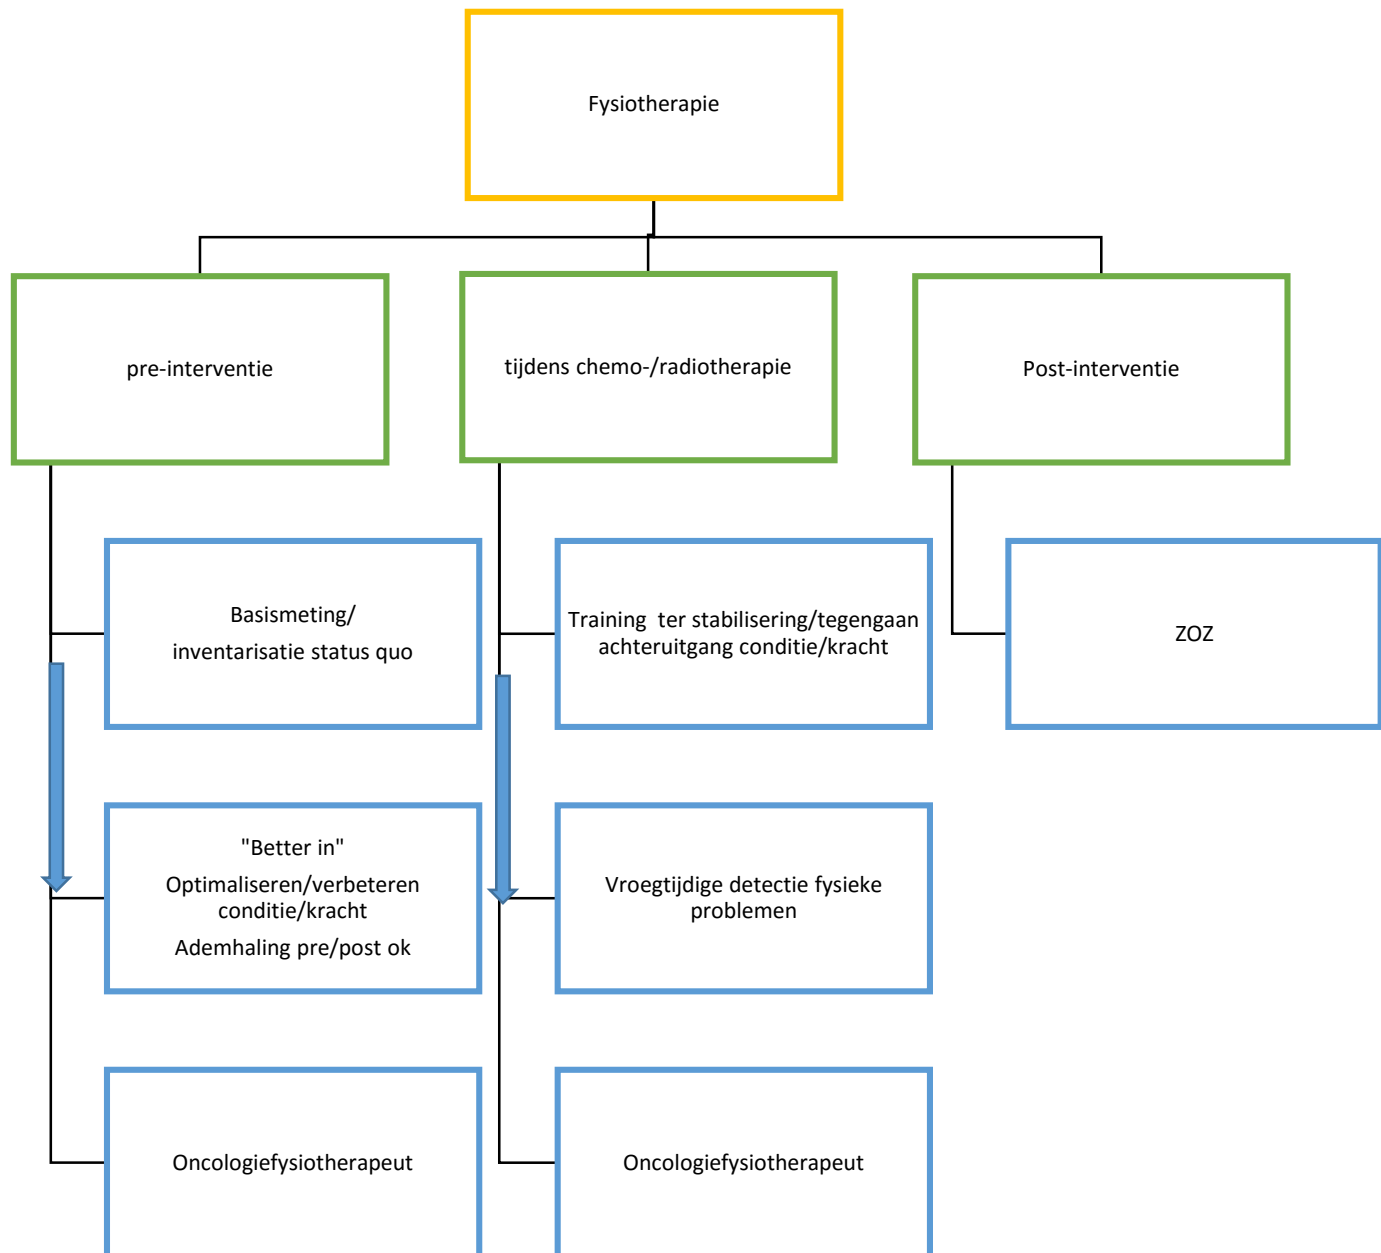 Fysiotherapie
pre-interventie
tijdens chemo-/radiotherapie
Post-interventie
Basismeting/
inventarisatie status quo
Training ter stabilisering/tegengaan
achteruitgang conditie/kracht
ZOZ
"Better in"
Optimaliseren/verbeteren
conditie/kracht
Ademhaling pre/post ok
Vroegtijdige detectie fysieke
problemen
Oncologiefysiotherapeut
Oncologiefysiotherapeut